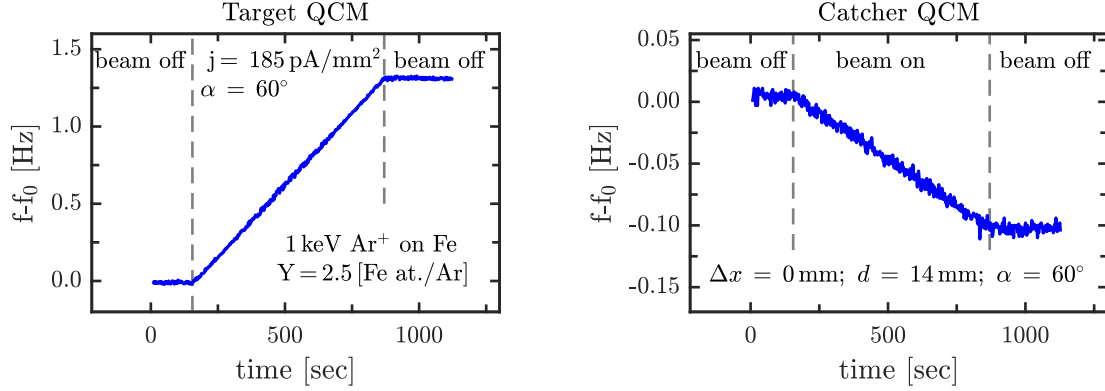 Target QCM
1.5
1.0
0.5
0.0
f-f₀ [Hz]
beam off
j = 185 pA/mm²
beam off
α = 60°
1 keV Ar⁺ on Fe
Y = 2.5 [Fe at./Ar]
0
500
1000
time [sec]
Catcher QCM
0.05
0.00
-0.05
-0.10
-0.15
f-f₀ [Hz]
beam off
beam on
beam off
Δx = 0 mm; d = 14 mm; α = 60°
0
500
1000
time [sec]